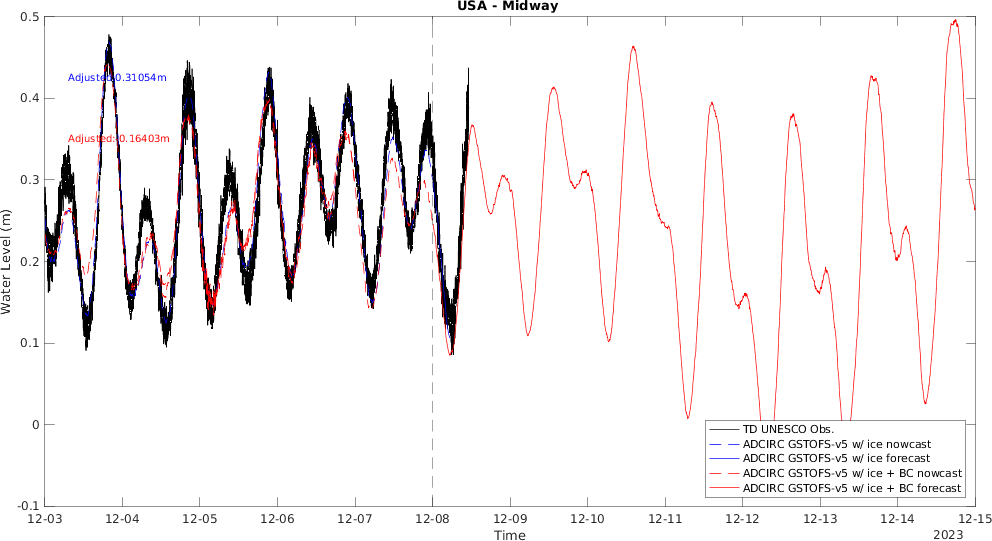 USA - Midway
0.5
0.4
0.3
0.2
0.1
0
-0.1
Water Level (m)
Adjusted:0.31054m
Adjusted:-0.16403m
TD UNESCO Obs.
ADCIRC GSTOFS-v5 w/ ice nowcast
ADCIRC GSTOFS-v5 w/ ice forecast
ADCIRC GSTOFS-v5 w/ ice + BC nowcast
ADCIRC GSTOFS-v5 w/ ice + BC forecast
12-03 12-04 12-05 12-06 12-07 12-08 12-09 12-10 12-11 12-12 12-13 12-14 12-15
Time
2023